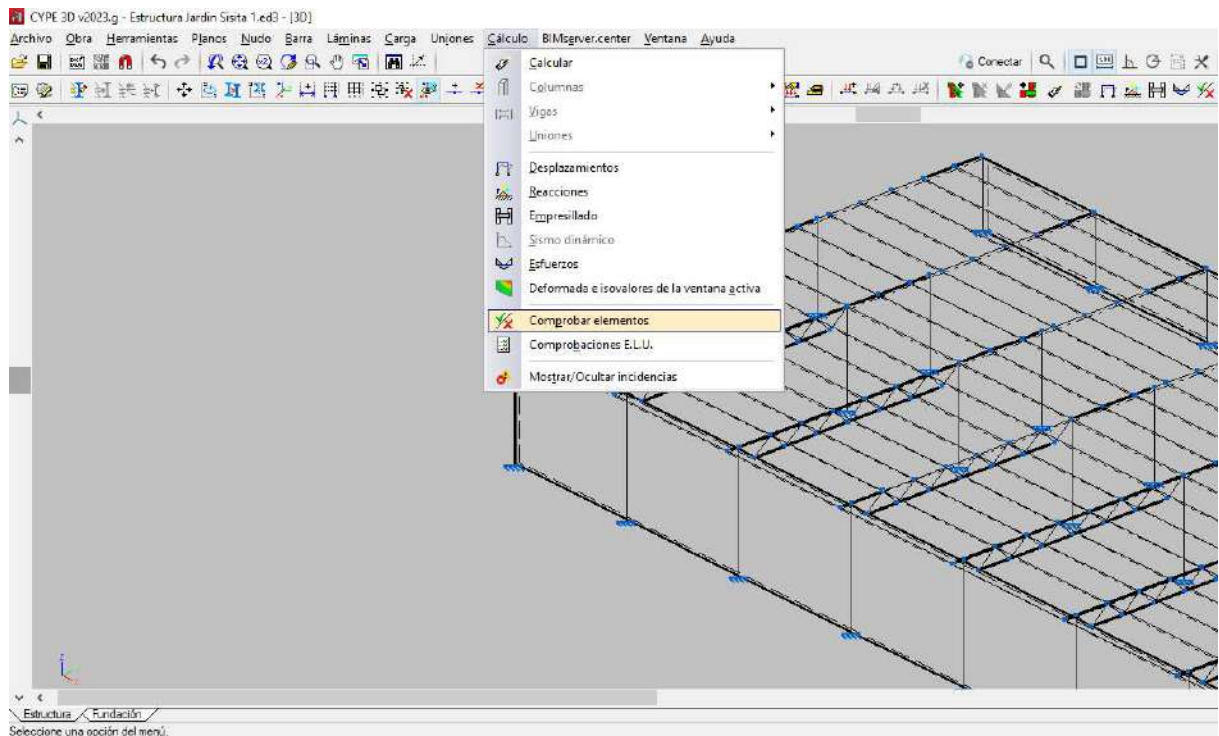 CYPE 3D v2023.g - Estructura Jardin Sisita 1.ed3 - [3D]
Archivo Obra Herramientas Planos Nudo Barra Láminas Carga Uniones Cálculo BIMserver.center Ventana Ayuda
Conectar
Calcular
Columnas
Vigas
Uniones
Desplazamientos
Reacciones
Empresillado
Sismo dinámico
Esfuerzos
Deformada e isovalores de la ventana activa
Comprobar elementos
Comprobaciones E.L.U.
Mostrar/Ocultar incidencias
Estructura Fundación
Seleccione una opción del menú.